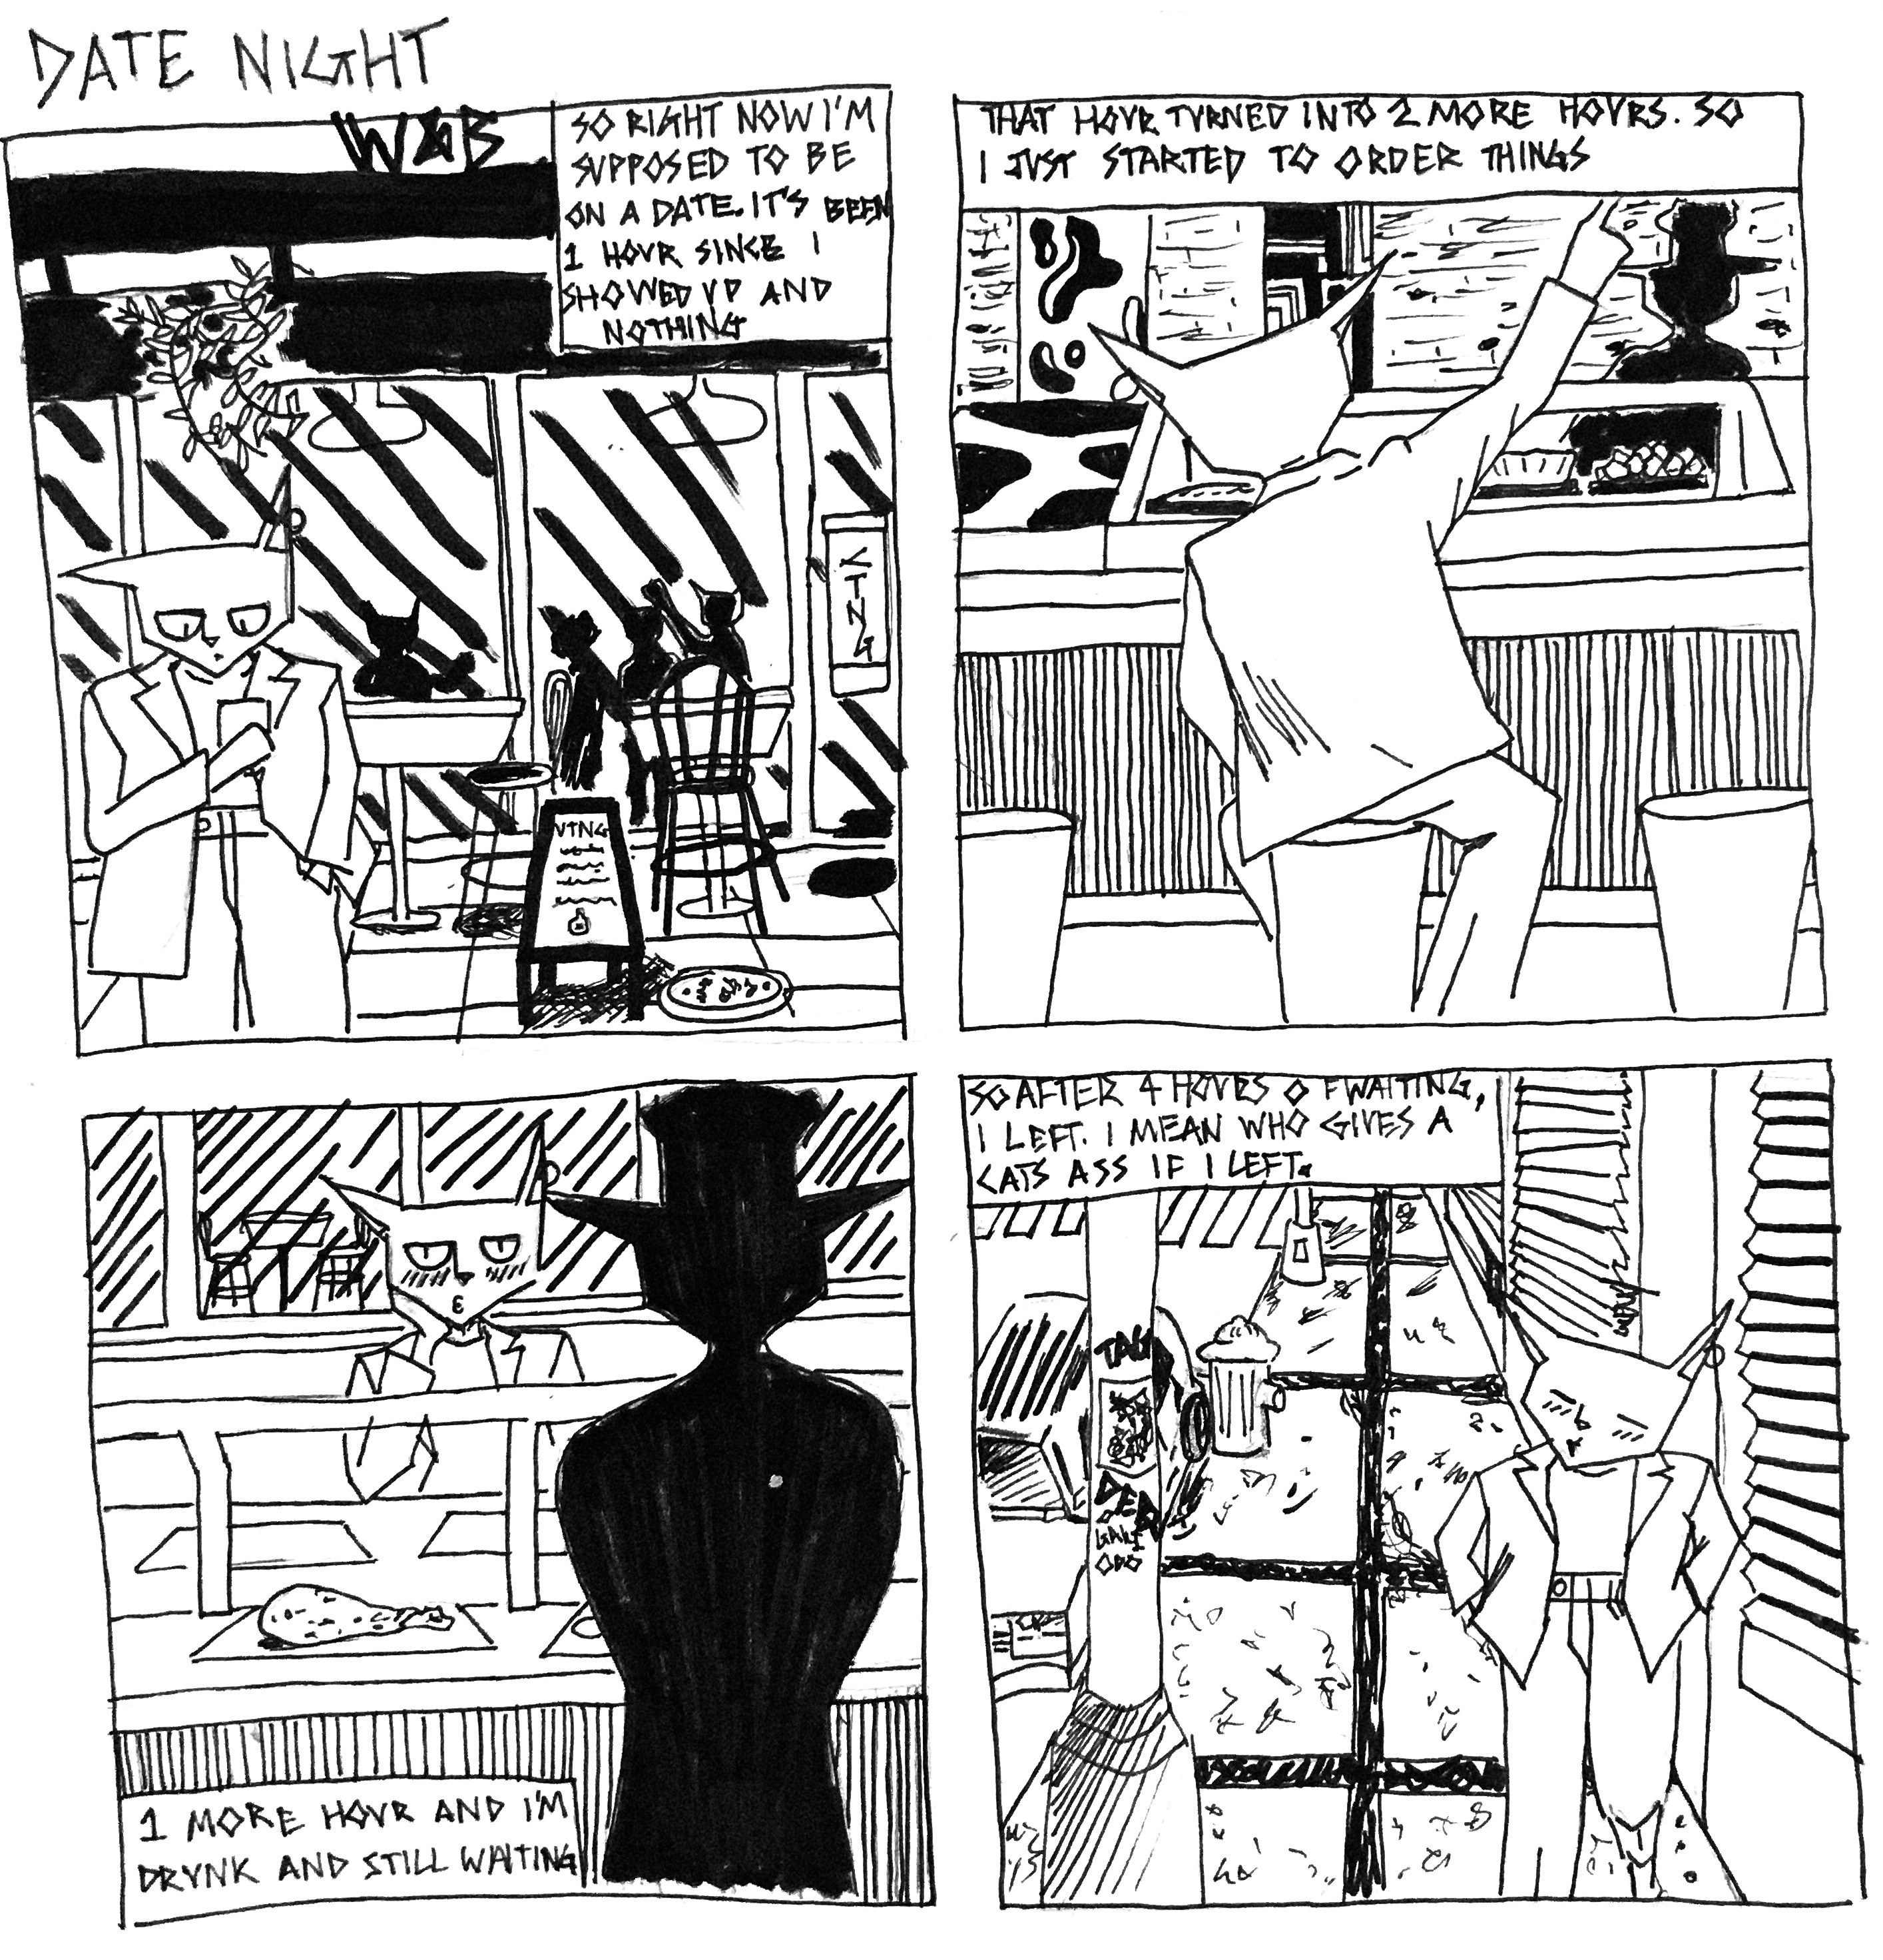 DATE NIGHT
W&B
SO RIGHT NOW I'M
SUPPOSED TO BE
ON A DATE. IT'S BEEN
1 HOUR SINCE I
SHOWED UP AND
NOTHING
VTNG
VTNG
THAT HOUR TURNED INTO 2 MORE HOURS. SO
I JUST STARTED TO ORDER THINGS
1 MORE HOUR AND I'M
DRUNK AND STILL WAITING
SO AFTER 4 HOURS OF WAITING,
I LEFT. I MEAN WHO GIVES A
CATS ASS IF I LEFT.